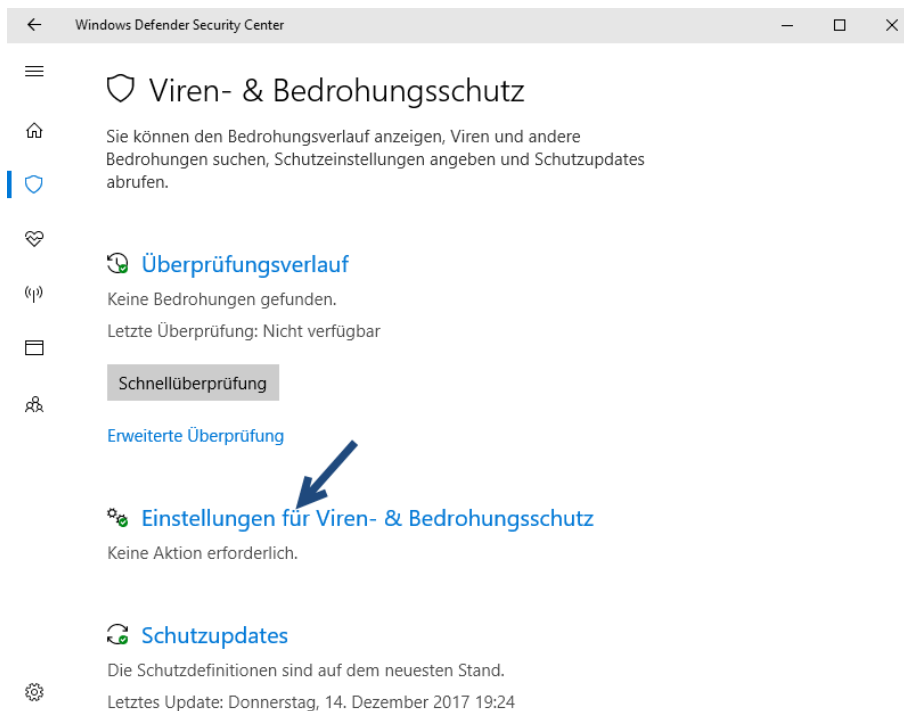 Windows Defender Security Center
Viren- & Bedrohungsschutz
Sie können den Bedrohungsverlauf anzeigen, Viren und andere
Bedrohungen suchen, Schutzeinstellungen angeben und Schutzupdates
abrufen.
Überprüfungsverlauf
Keine Bedrohungen gefunden.
Letzte Überprüfung: Nicht verfügbar
Schnellüberprüfung
Erweiterte Überprüfung
Einstellungen für Viren- & Bedrohungsschutz
Keine Aktion erforderlich.
Schutzupdates
Die Schutzdefinitionen sind auf dem neuesten Stand.
Letztes Update: Donnerstag, 14. Dezember 2017 19:24